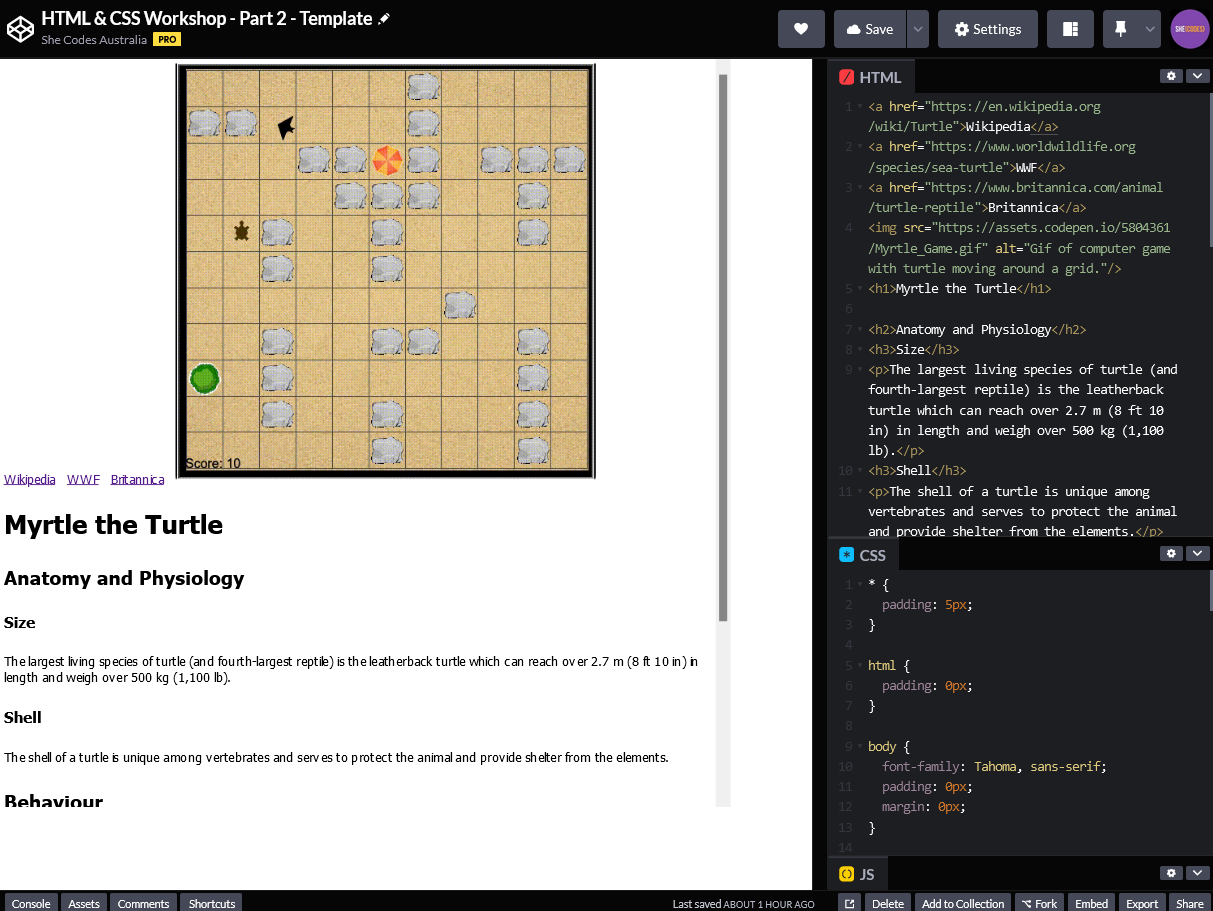 HTML & CSS Workshop - Part 2 - Template
She Codes Australia PRO
Save
Settings
SHE[CODES]
Score: 10
Wikipedia WWF Britannica
Myrtle the Turtle
Anatomy and Physiology
Size
The largest living species of turtle (and fourth-largest reptile) is the leatherback turtle which can reach over 2.7 m (8 ft 10 in) in
length and weigh over 500 kg (1,100 lb).
Shell
The shell of a turtle is unique among vertebrates and serves to protect the animal and provide shelter from the elements.
Behaviour
HTML
1 <a href="https://en.wikipedia.org
/wiki/Turtle">Wikipedia</a>
2 <a href="https://www.worldwildlife.org
/species/sea-turtle">WWF</a>
3 <a href="https://www.britannica.com/animal
/turtle-reptile">Britannica</a>
4 <img src="https://assets.codepen.io/5804361
/Myrtle_Game.gif" alt="Gif of computer game
with turtle moving around a grid."/>
5 <h1>Myrtle the Turtle</h1>
6
7 <h2>Anatomy and Physiology</h2>
8 <h3>Size</h3>
9 <p>The largest living species of turtle (and
fourth-largest reptile) is the leatherback
turtle which can reach over 2.7 m (8 ft 10
in) in length and weigh over 500 kg (1,100
lb).</p>
10 <h3>Shell</h3>
11 <p>The shell of a turtle is unique among
vertebrates and serves to protect the animal
and provide shelter from the elements.</p>
CSS
1 * {
2 padding: 5px;
3 }
4
5 html {
6 padding: 0px;
7 }
8
9 body {
10 font-family: Tahoma, sans-serif;
11 padding: 0px;
12 margin: 0px;
13 }
14
JS
Console Assets Comments Shortcuts Last saved ABOUT 1 HOUR AGO Delete Add to Collection Fork Embed Export Share